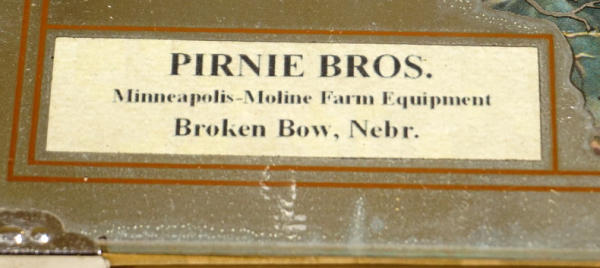 PIRNIE BROS.
Minneapolis-Moline Farm Equipment
Broken Bow, Nebr.